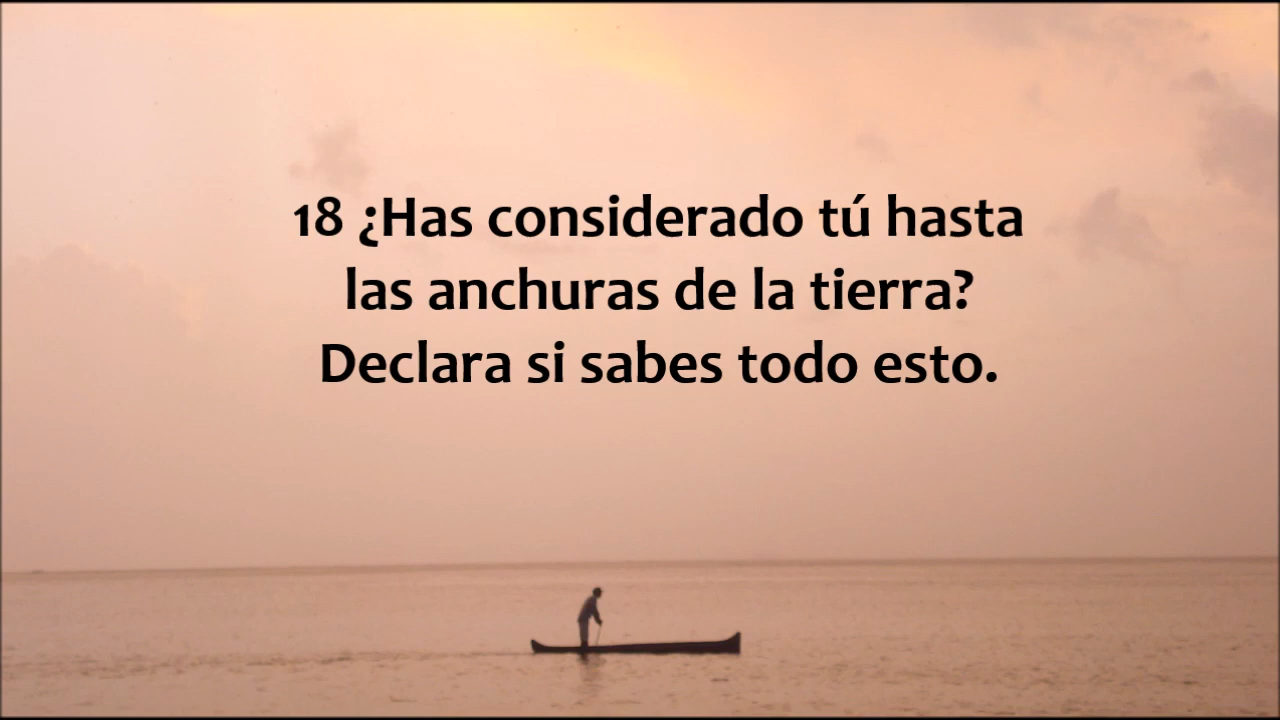 18 ¿Has considerado tú hasta
las anchuras de la tierra?
Declara si sabes todo esto.